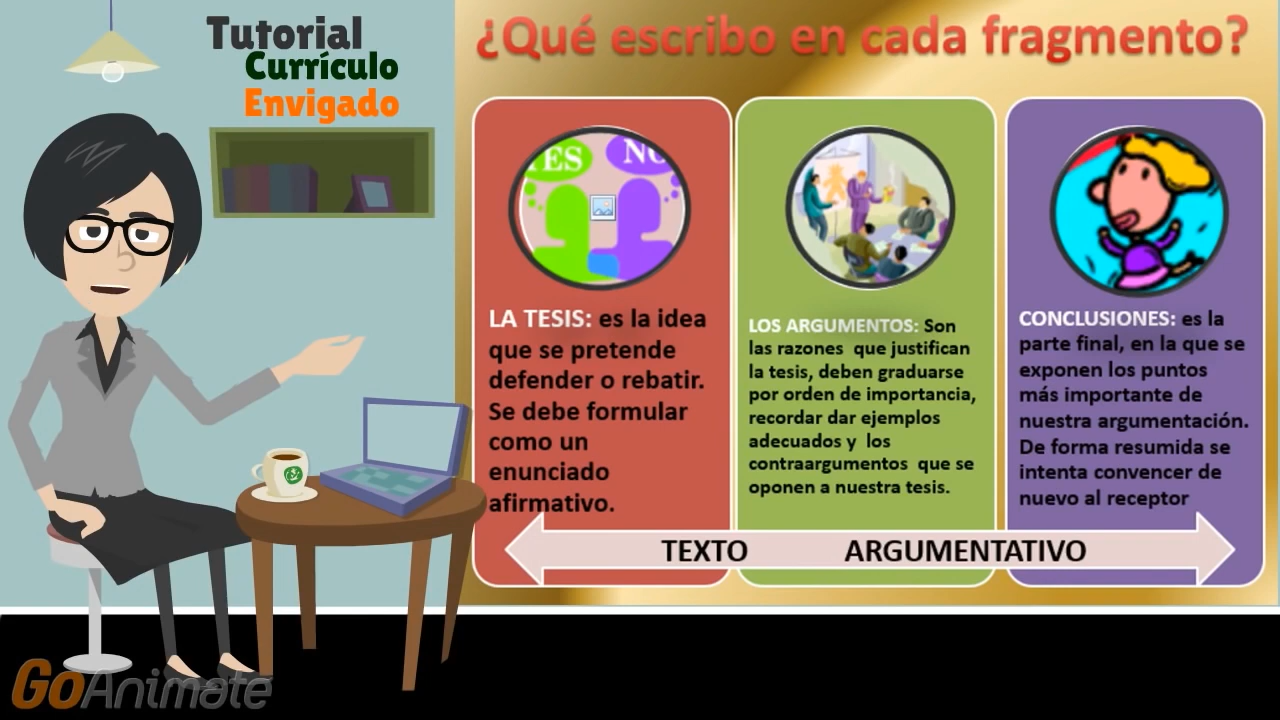 Tutorial
Currículo
Envigado
¿Qué escribo en cada fragmento?
YES
NO
LA TESIS: es la idea
que se pretende
defender o rebatir.
Se debe formular
como un
enunciado
afirmativo.
LOS ARGUMENTOS: Son
las razones que justifican
la tesis, deben graduarse
por orden de importancia,
recordar dar ejemplos
adecuados y los
contraargumentos que se
oponen a nuestra tesis.
CONCLUSIONES: es la
parte final, en la que se
exponen los puntos
más importante de
nuestra argumentación.
De forma resumida se
intenta convencer de
nuevo al receptor
TEXTO ARGUMENTATIVO
GoAnimate